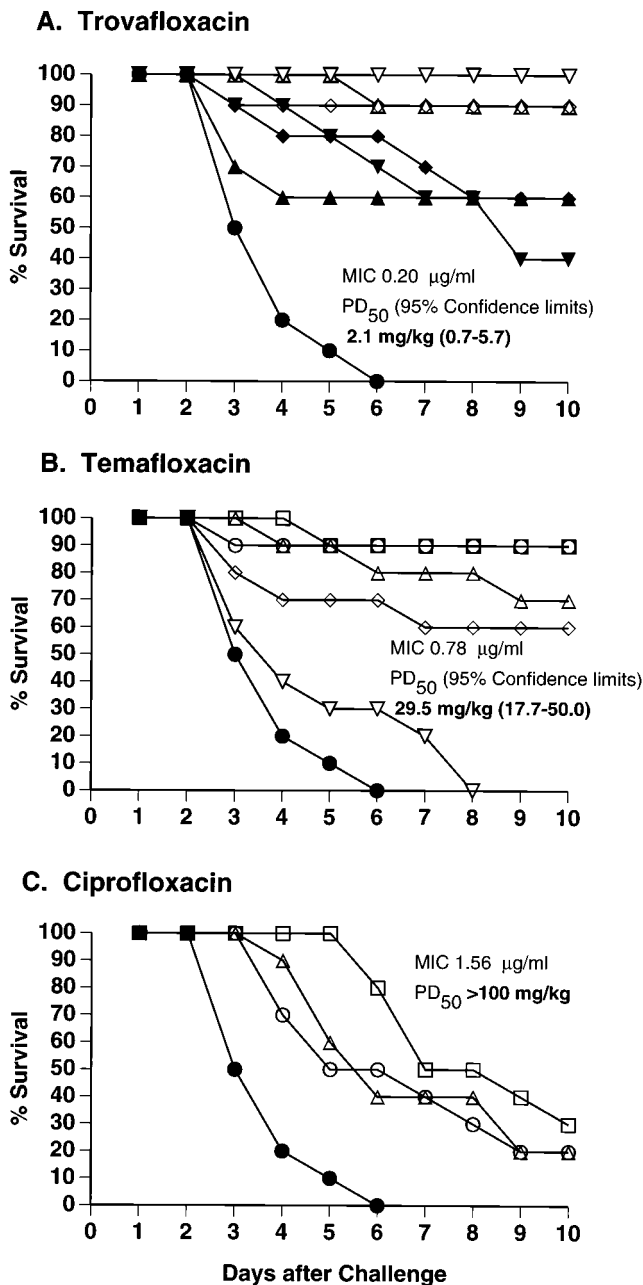 A. Trovafloxacin
100
90
80
70
60
50
40
30
20
10
0
% Survival
MIC 0.20 µg/ml
PD50 (95% Confidence limits)
2.1 mg/kg (0.7-5.7)
0 1 2 3 4 5 6 7 8 9 10
B. Temafloxacin
100
90
80
70
60
50
40
30
20
10
0
% Survival
MIC 0.78 µg/ml
PD50 (95% Confidence limits)
29.5 mg/kg (17.7-50.0)
0 1 2 3 4 5 6 7 8 9 10
C. Ciprofloxacin
100
90
80
70
60
50
40
30
20
10
0
% Survival
MIC 1.56 µg/ml
PD50 >100 mg/kg
0 1 2 3 4 5 6 7 8 9 10
Days after Challenge